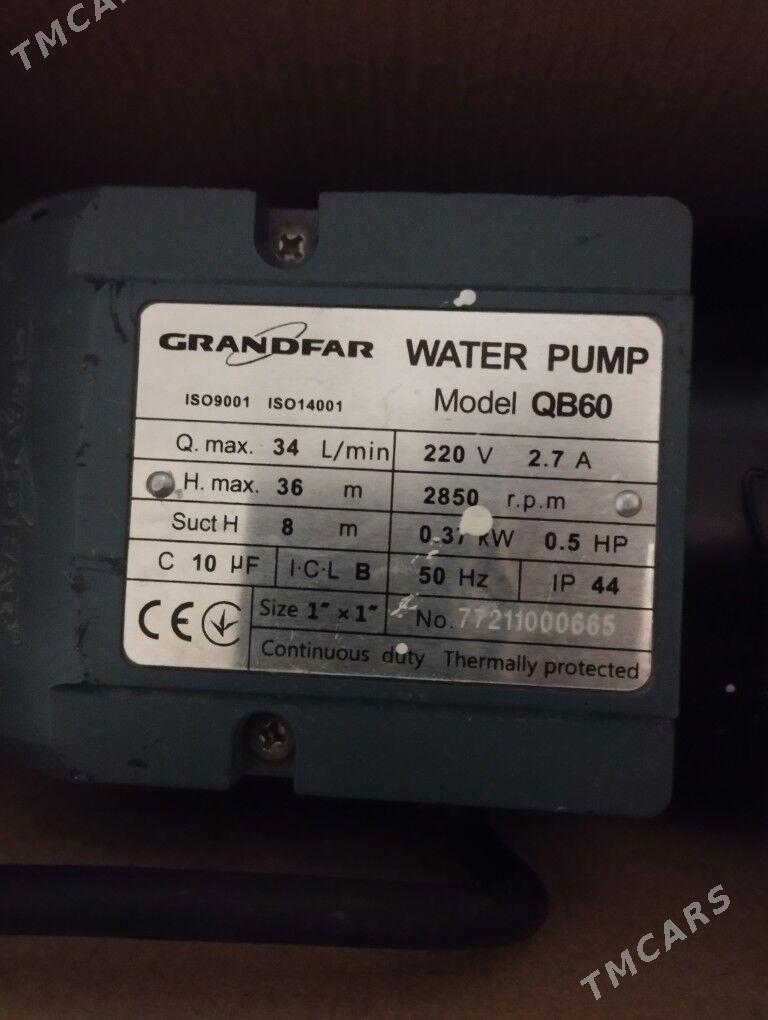 TMCARS
GRANDFAR WATER PUMP
ISO9001 ISO14001 Model QB60
Q. max. 34 L/min 220 V 2.7 A
H. max. 36 m 2850 r.p.m
Suct H 8 m 0.37 kW 0.5 HP
C 10 µF I·C·L B 50 Hz IP 44
CE Size 1" × 1" No. 77211000665
Continuous duty Thermally protected
TMCARS